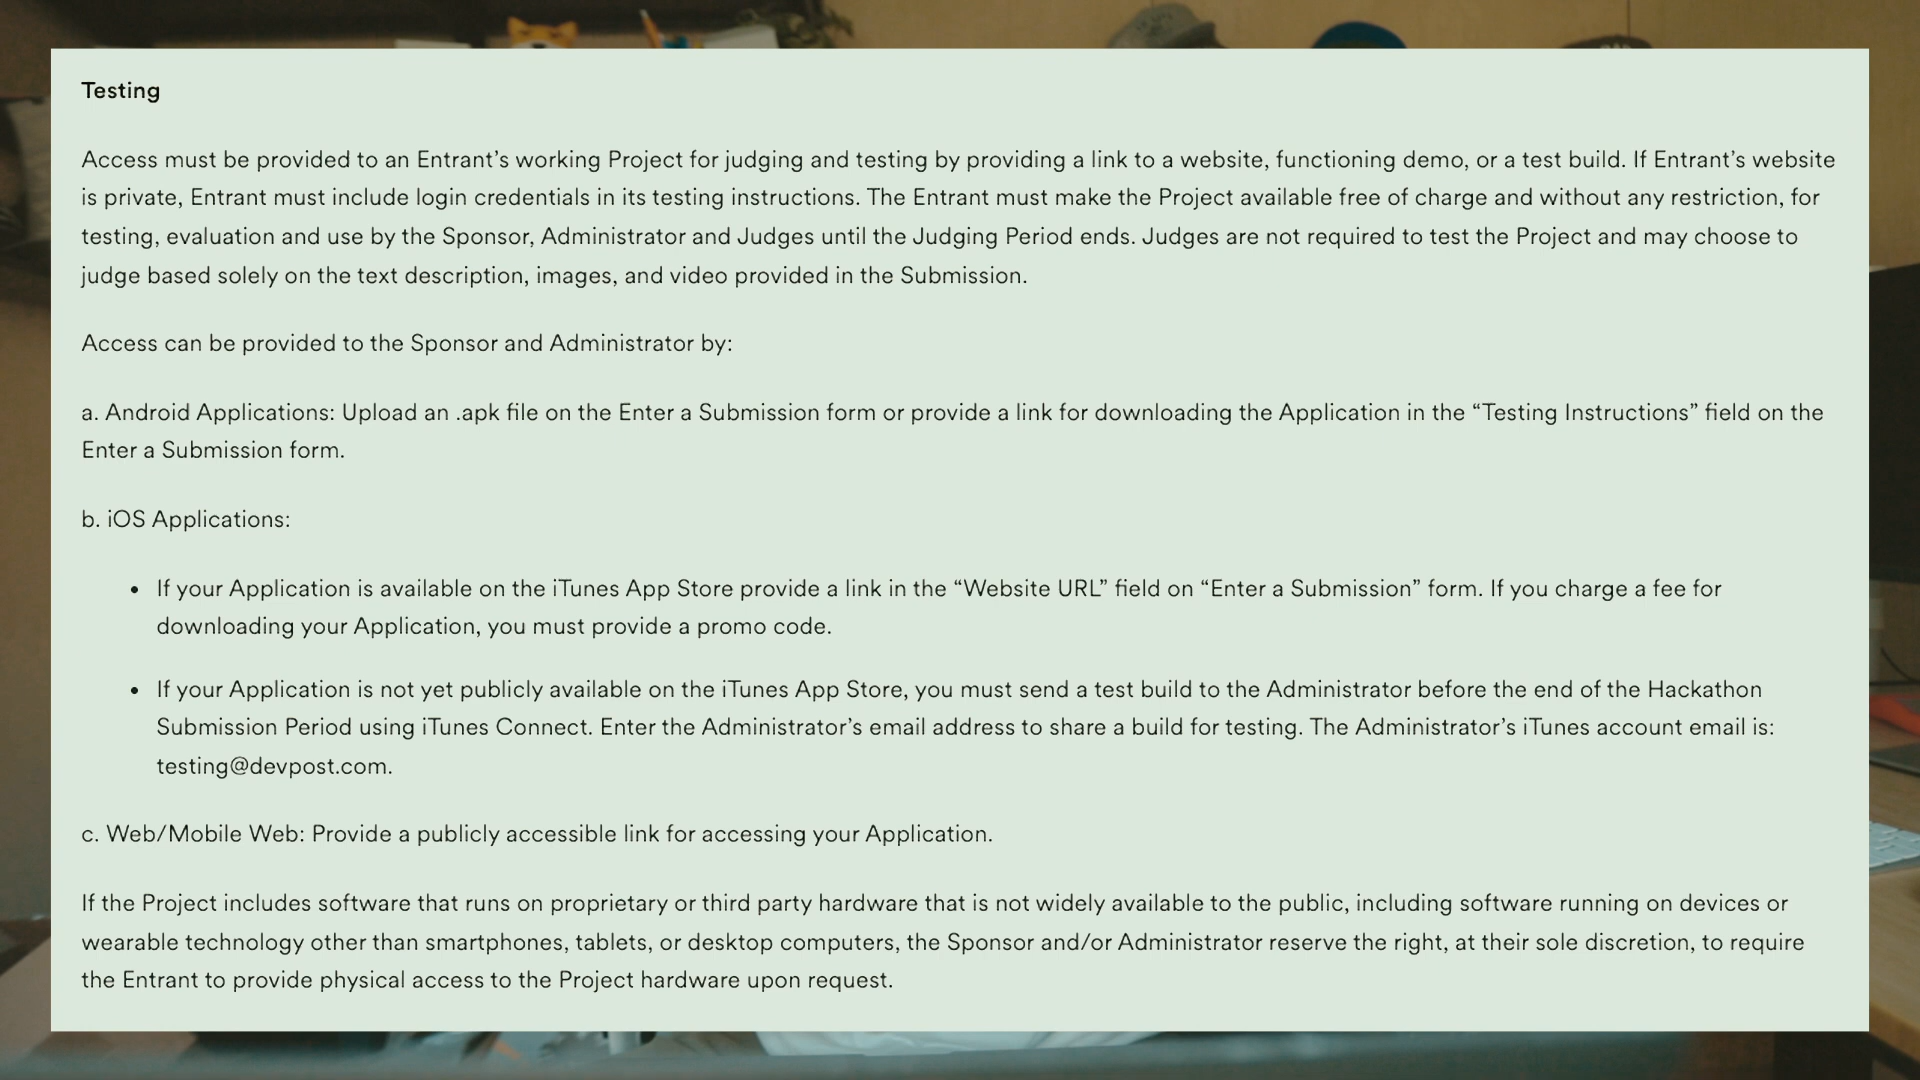 Testing
Access must be provided to an Entrant’s working Project for judging and testing by providing a link to a website, functioning demo, or a test build. If Entrant’s website
is private, Entrant must include login credentials in its testing instructions. The Entrant must make the Project available free of charge and without any restriction, for
testing, evaluation and use by the Sponsor, Administrator and Judges until the Judging Period ends. Judges are not required to test the Project and may choose to
judge based solely on the text description, images, and video provided in the Submission.
Access can be provided to the Sponsor and Administrator by:
a. Android Applications: Upload an .apk file on the Enter a Submission form or provide a link for downloading the Application in the “Testing Instructions” field on the
Enter a Submission form.
b. iOS Applications:
• If your Application is available on the iTunes App Store provide a link in the “Website URL” field on “Enter a Submission” form. If you charge a fee for
downloading your Application, you must provide a promo code.
• If your Application is not yet publicly available on the iTunes App Store, you must send a test build to the Administrator before the end of the Hackathon
Submission Period using iTunes Connect. Enter the Administrator’s email address to share a build for testing. The Administrator’s iTunes account email is:
testing@devpost.com.
c. Web/Mobile Web: Provide a publicly accessible link for accessing your Application.
If the Project includes software that runs on proprietary or third party hardware that is not widely available to the public, including software running on devices or
wearable technology other than smartphones, tablets, or desktop computers, the Sponsor and/or Administrator reserve the right, at their sole discretion, to require
the Entrant to provide physical access to the Project hardware upon request.